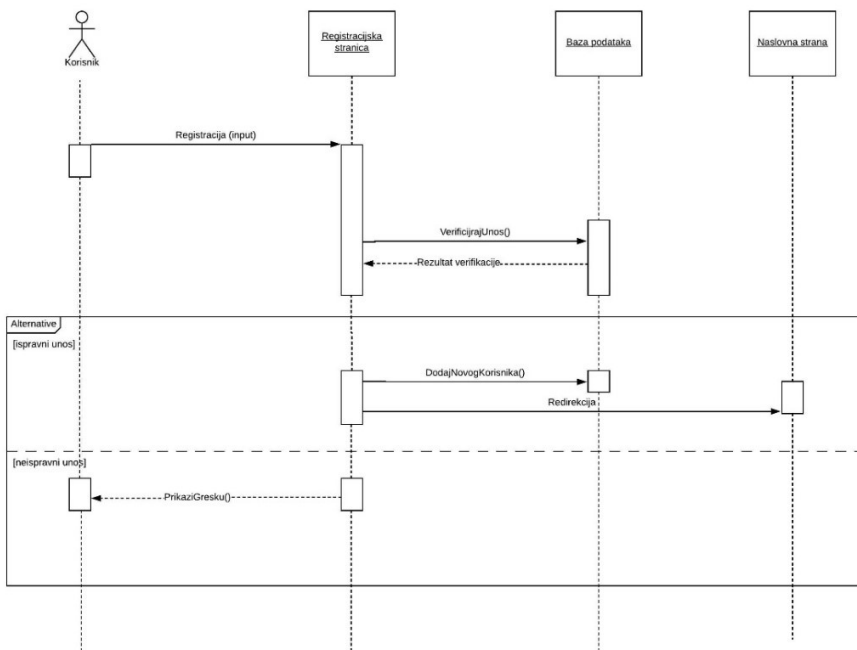 Korisnik
Registracijska
stranica
Baza podataka
Naslovna strana
Registracija (input)
VerificijrajUnos()
Rezultat verifikacije
Alternative
[ispravni unos]
DodajNovogKorisnika()
Redirekcija
[neispravni unos]
PrikaziGresku()